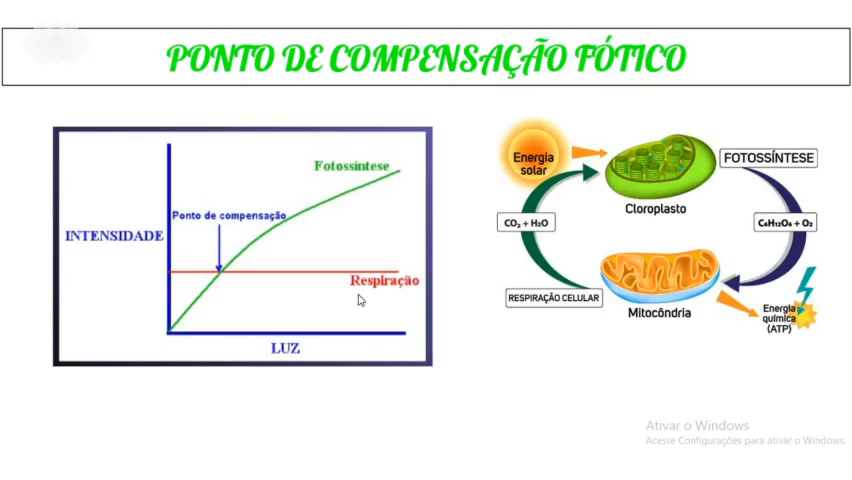 PONTO DE COMPENSAÇÃO FÓTICO
Fotossintese
Ponto de compensação
INTENSIDADE
Respiração
LUZ
Energia
solar
FOTOSSÍNTESE
Cloroplasto
CO₂ + H₂O
C₆H₁₂O₆ + O₂
RESPIRAÇÃO CELULAR
Mitocôndria
Energia
química
(ATP)
Ativar o Windows
Acesse Configurações para ativar o Windows.